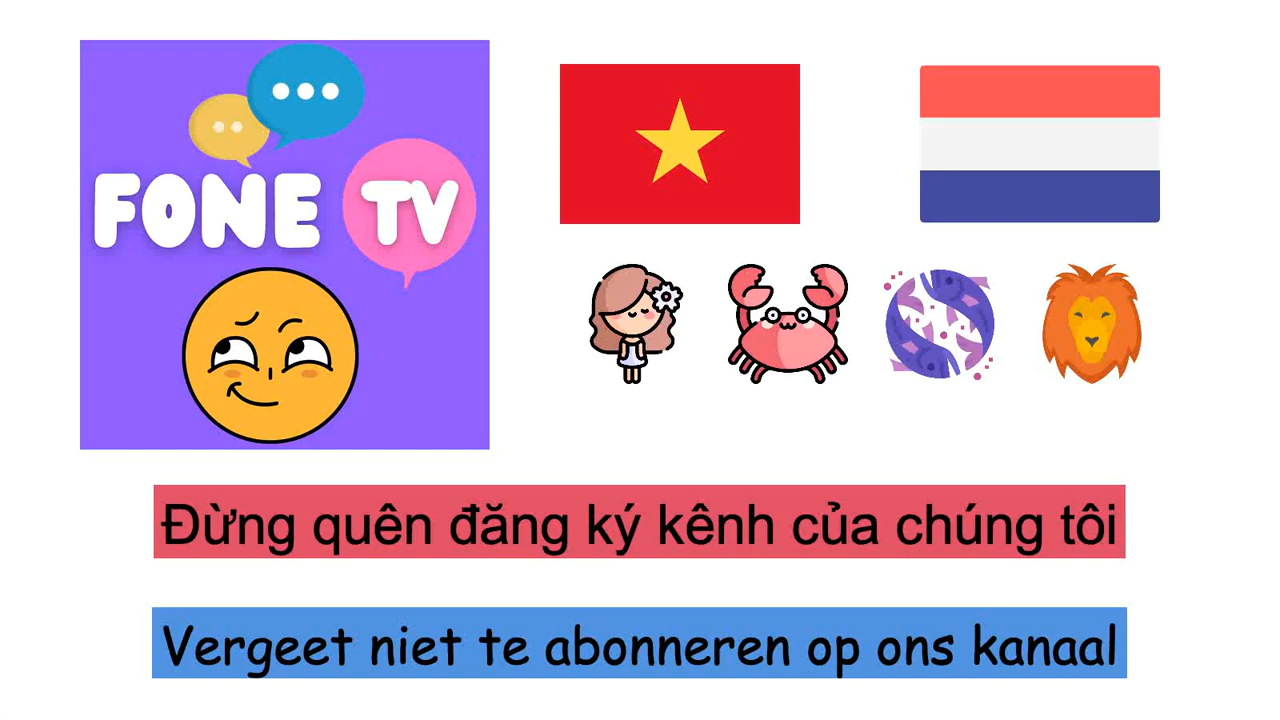 FONE TV
Đừng quên đăng ký kênh của chúng tôi
Vergeet niet te abonneren op ons kanaal